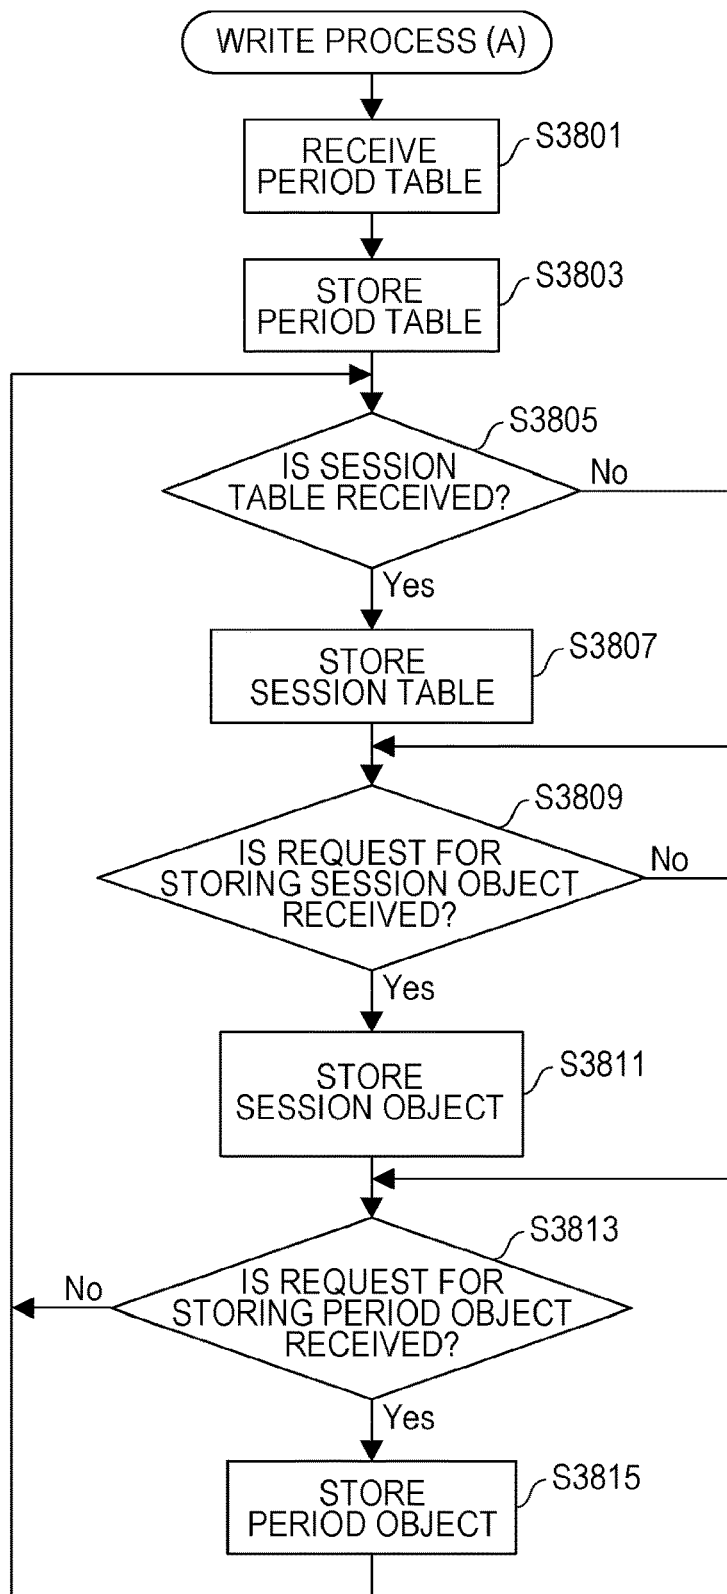 WRITE PROCESS (A)
RECEIVE
PERIOD TABLE
S3801
STORE
PERIOD TABLE
S3803
IS SESSION
TABLE RECEIVED?
S3805
No
Yes
STORE
SESSION TABLE
S3807
IS REQUEST FOR
STORING SESSION OBJECT
RECEIVED?
S3809
No
Yes
STORE
SESSION OBJECT
S3811
IS REQUEST FOR
STORING PERIOD OBJECT
RECEIVED?
S3813
No
Yes
STORE
PERIOD OBJECT
S3815